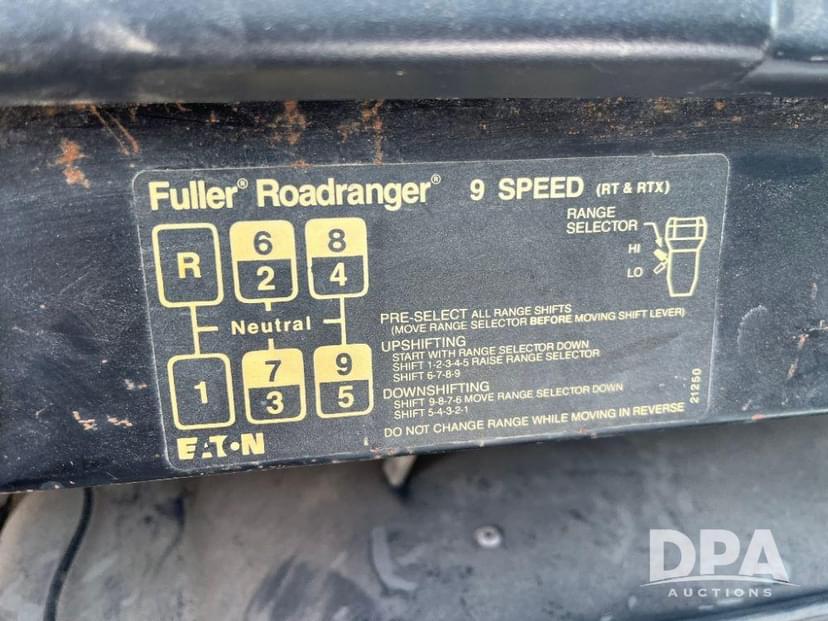 Fuller® Roadranger® 9 SPEED (RT & RTX)
R 6 8
2 4
Neutral
1 7 9
3 5
EATON
RANGE
SELECTOR
HI
LO
PRE-SELECT ALL RANGE SHIFTS
(MOVE RANGE SELECTOR BEFORE MOVING SHIFT LEVER)
UPSHIFTING
START WITH RANGE SELECTOR DOWN
SHIFT 1-2-3-4-5 RAISE RANGE SELECTOR
SHIFT 6-7-8-9
DOWNSHIFTING
SHIFT 9-8-7-6 MOVE RANGE SELECTOR DOWN
SHIFT 5-4-3-2-1
DO NOT CHANGE RANGE WHILE MOVING IN REVERSE
21250
DPA
AUCTIONS